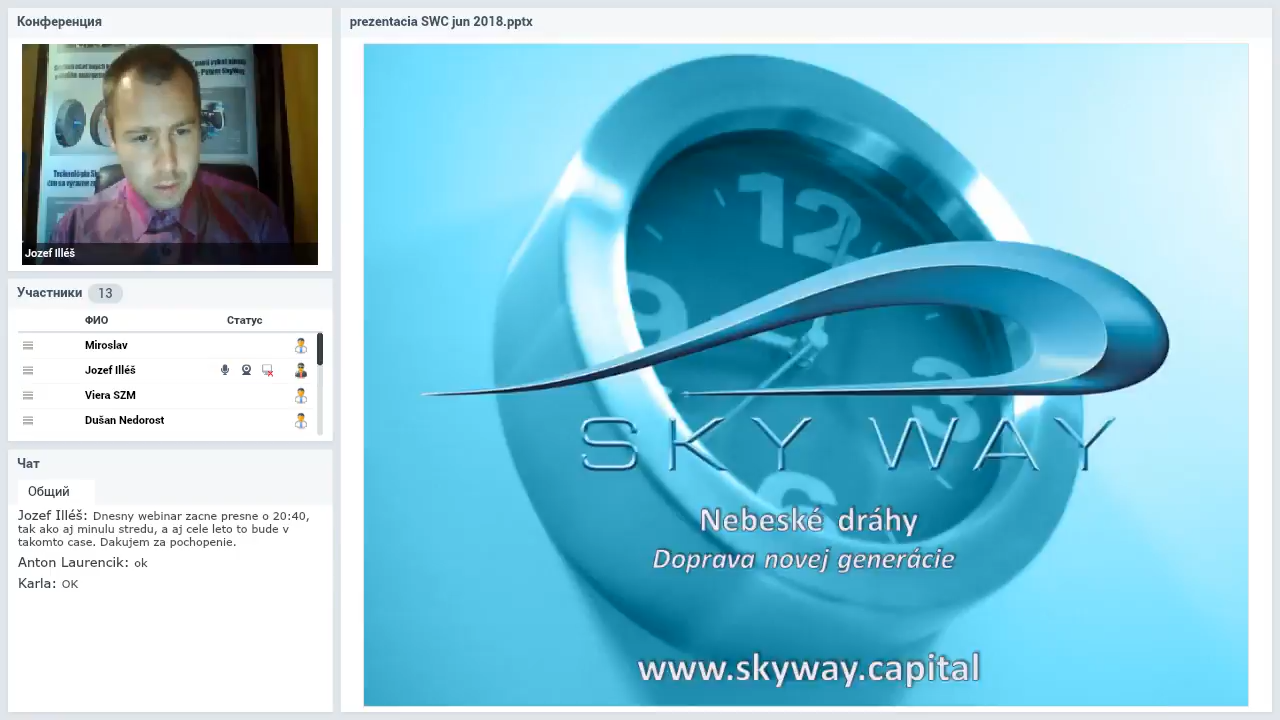 Конференция
prezentacia SWC jun 2018.pptx
Jozef Illéš
Участники 13
ФИО Статус
Miroslav
Jozef Illéš
Viera SZM
Dušan Nedorost
Чат
Общий
Jozef Illéš: Dnesny webinar zacne presne o 20:40,
tak ako aj minulu stredu, a aj cele leto to bude v
takomto case. Dakujem za pochopenie.
Anton Laurencik: ok
Karla: OK
12
9
3
6
SKY WAY
Nebeské dráhy
Doprava novej generácie
www.skyway.capital